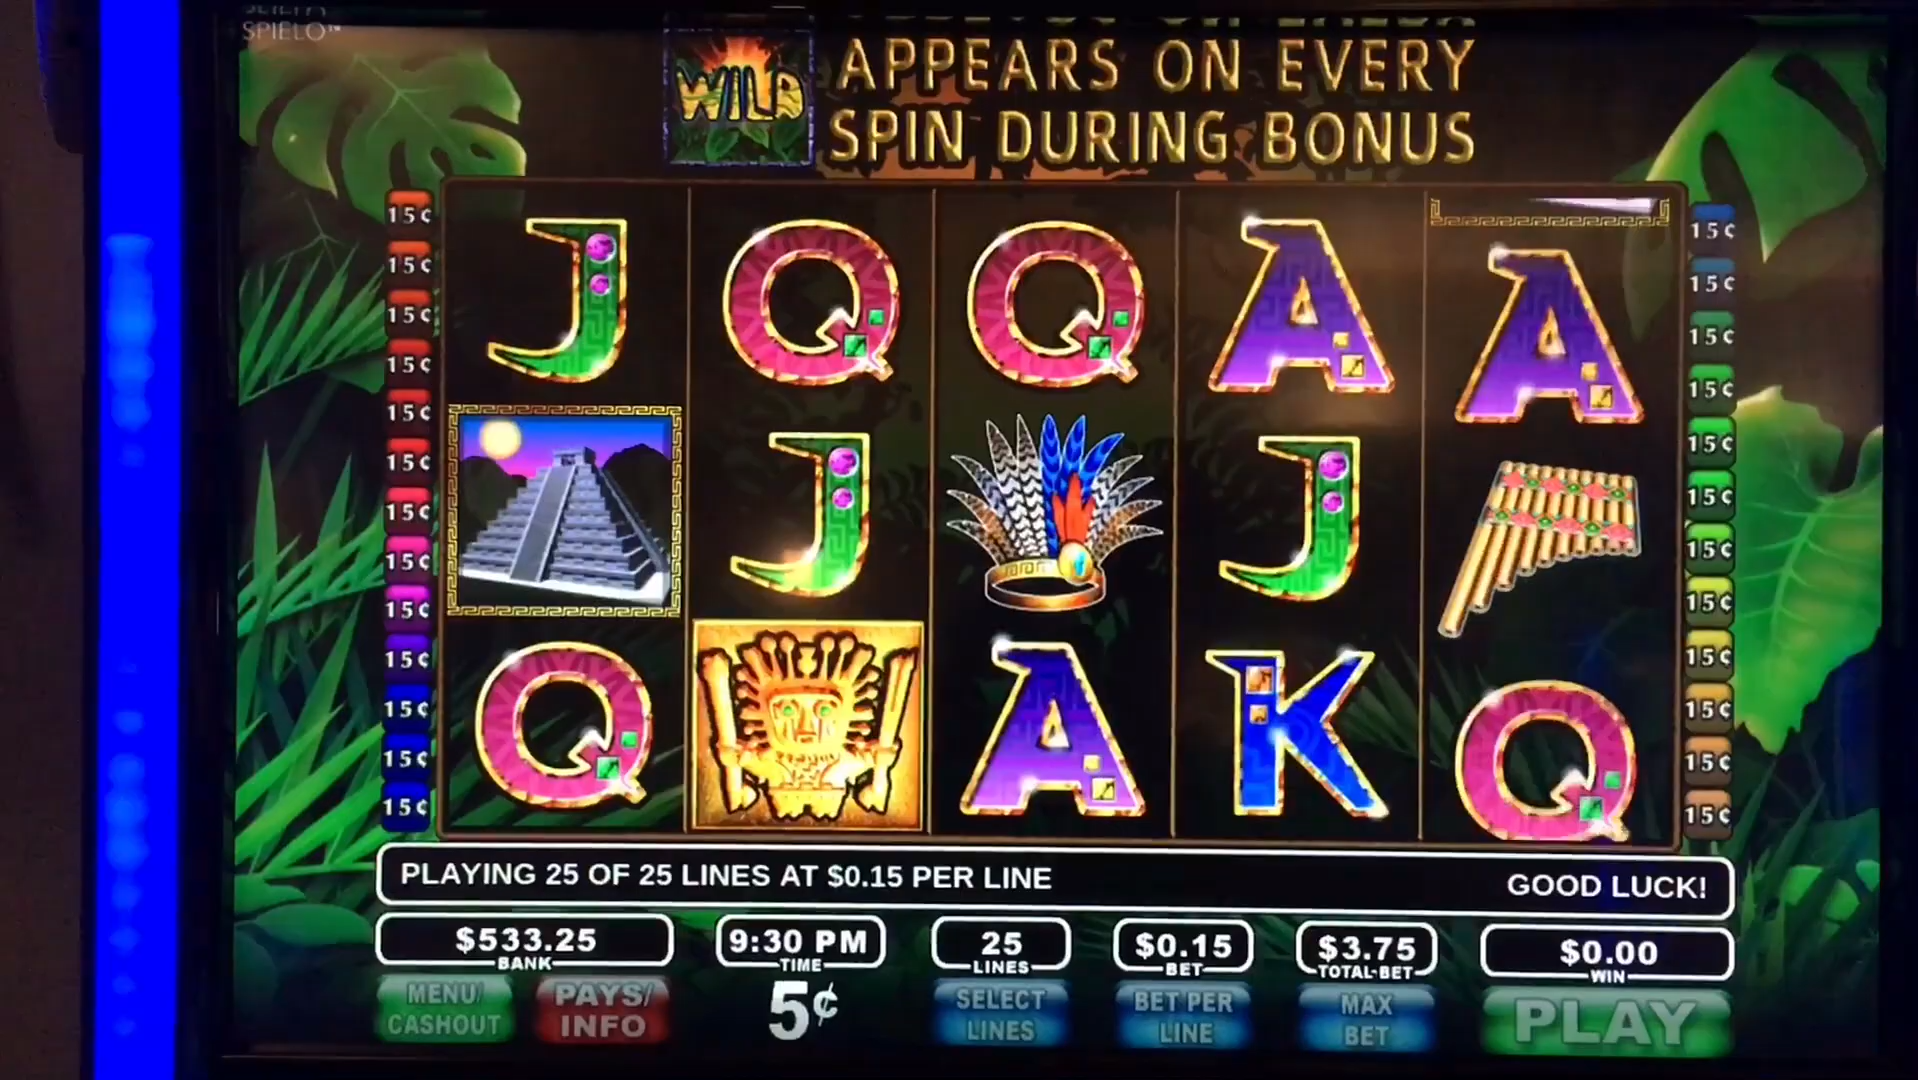 SPIELO
SPIELO™
WILD
APPEARS ON EVERY
SPIN DURING BONUS
15¢ 15¢
15¢ 15¢
15¢ 15¢
15¢ 15¢
15¢ 15¢
15¢ 15¢
15¢ 15¢
15¢ 15¢
15¢ 15¢
15¢ 15¢
15¢ 15¢
15¢ 15¢
15¢
J Q Q A A
J J
Q A K Q
PLAYING 25 OF 25 LINES AT $0.15 PER LINE GOOD LUCK!
$533.25 9:30 PM 25 $0.15 $3.75 $0.00
BANK TIME LINES BET TOTAL-BET WIN
MENU/ PAYS/ 5¢ SELECT BET PER MAX PLAY
CASHOUT INFO LINES LINE BET